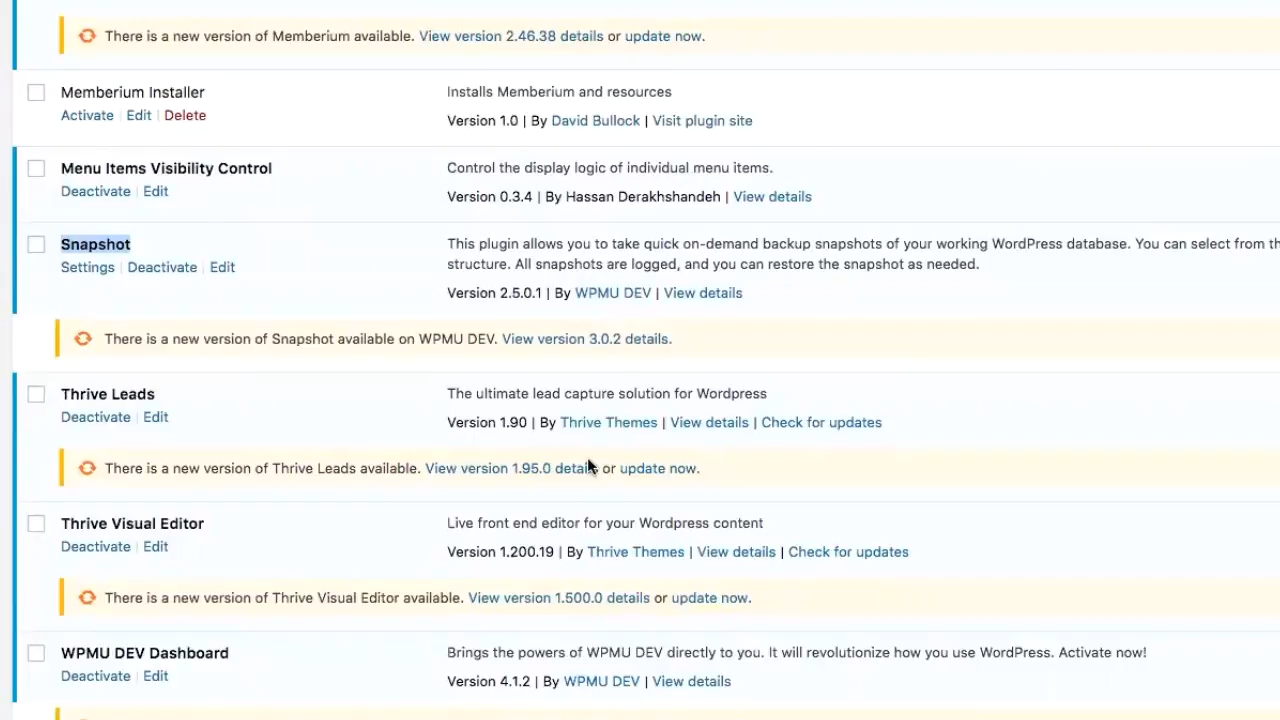 There is a new version of Memberium available. View version 2.46.38 details or update now.
Memberium Installer
Installs Memberium and resources
Activate | Edit | Delete
Version 1.0 | By David Bullock | Visit plugin site
Menu Items Visibility Control
Control the display logic of individual menu items.
Deactivate | Edit
Version 0.3.4 | By Hassan Derakhshandeh | View details
Snapshot
This plugin allows you to take quick on-demand backup snapshots of your working WordPress database. You can select from th
Settings | Deactivate | Edit
structure. All snapshots are logged, and you can restore the snapshot as needed.
Version 2.5.0.1 | By WPMU DEV | View details
There is a new version of Snapshot available on WPMU DEV. View version 3.0.2 details.
Thrive Leads
The ultimate lead capture solution for Wordpress
Deactivate | Edit
Version 1.90 | By Thrive Themes | View details | Check for updates
There is a new version of Thrive Leads available. View version 1.95.0 details or update now.
Thrive Visual Editor
Live front end editor for your Wordpress content
Deactivate | Edit
Version 1.200.19 | By Thrive Themes | View details | Check for updates
There is a new version of Thrive Visual Editor available. View version 1.500.0 details or update now.
WPMU DEV Dashboard
Brings the powers of WPMU DEV directly to you. It will revolutionize how you use WordPress. Activate now!
Deactivate | Edit
Version 4.1.2 | By WPMU DEV | View details